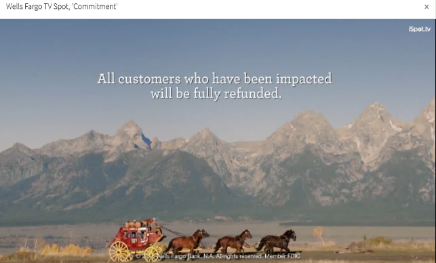 Wells Fargo TV Spot, 'Commitment'
×
iSpot.tv
All customers who have been impacted
will be fully refunded.
Wells Fargo Bank, N.A. All rights reserved. Member FDIC